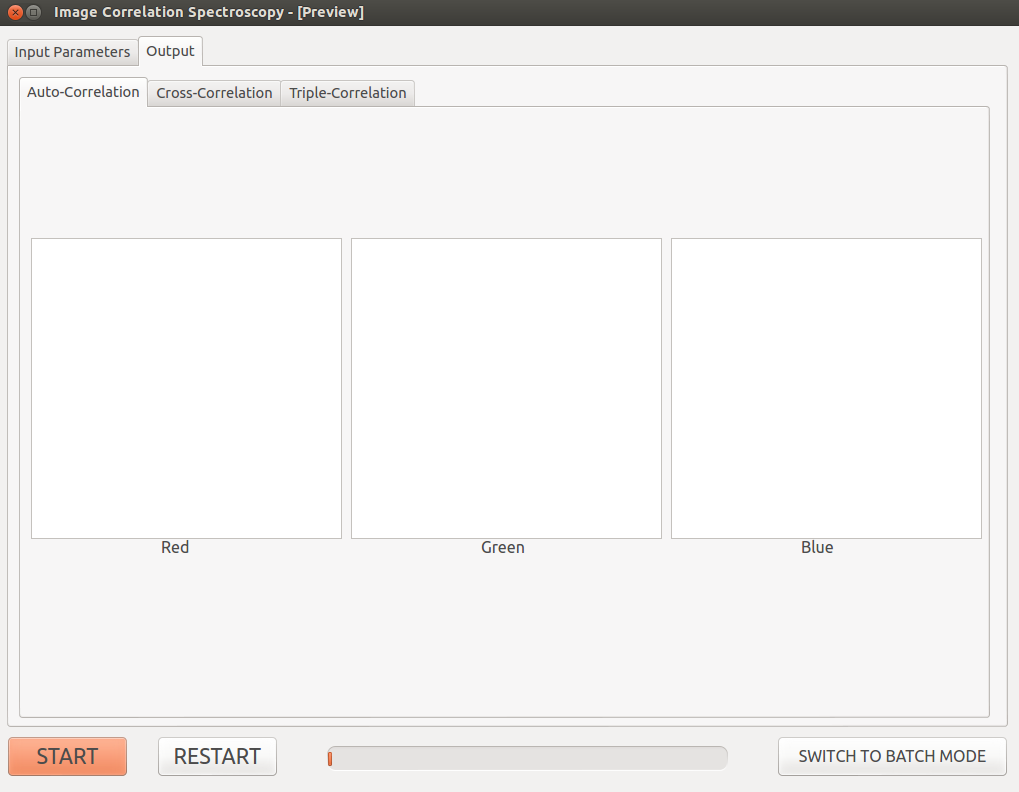 Image Correlation Spectroscopy - [Preview]
Input Parameters Output
Auto-Correlation Cross-Correlation Triple-Correlation
Red Green Blue
START RESTART SWITCH TO BATCH MODE